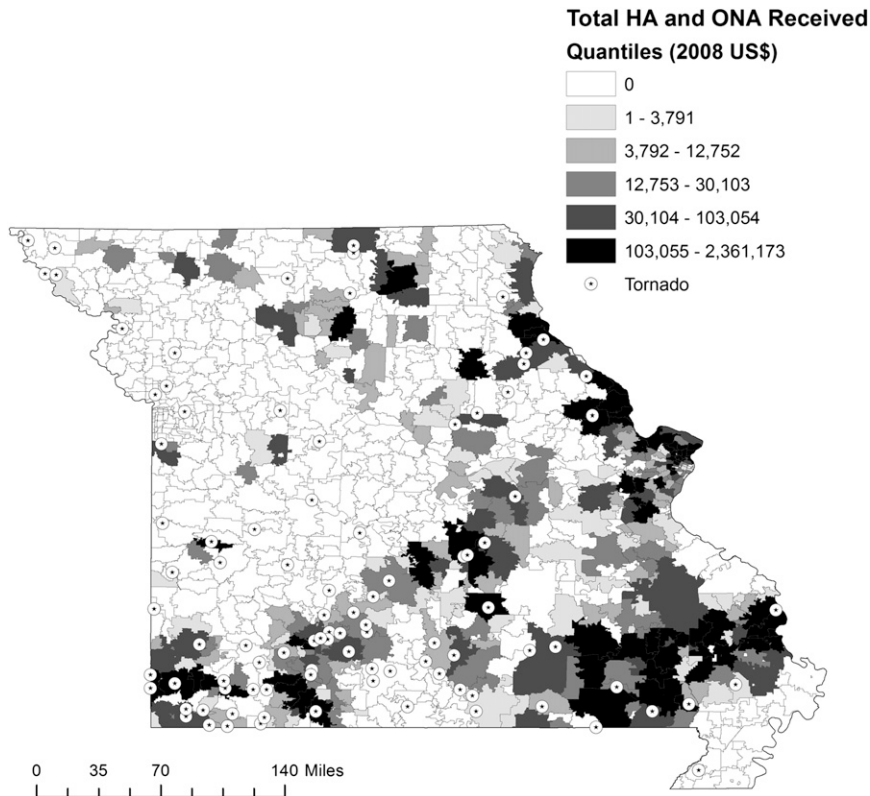 Total HA and ONA Received
Quantiles (2008 US$)
0
1 - 3,791
3,792 - 12,752
12,753 - 30,103
30,104 - 103,054
103,055 - 2,361,173
Tornado
0 35 70 140 Miles